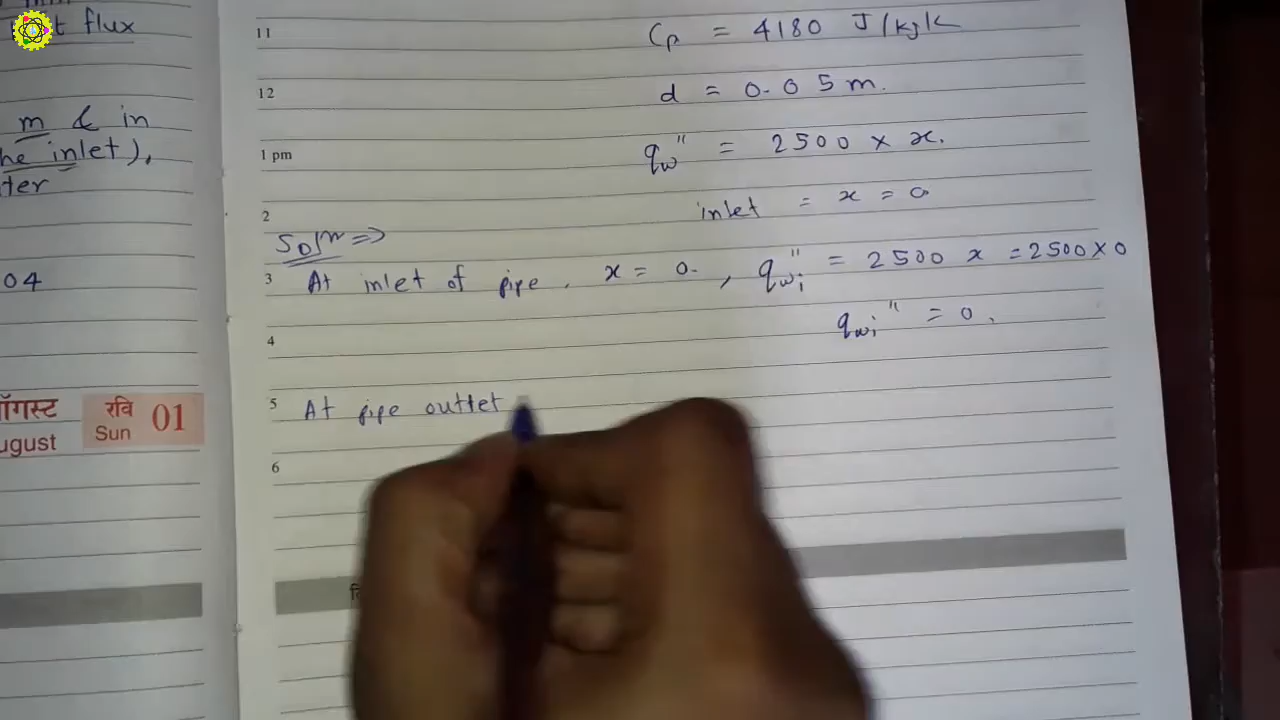 flux
m & in
he inlet),
ter
04
ऑगस्ट
ugust
रवि
Sun
01
11
Cp = 4180 J/kgK
12
d = 0.05 m.
1 pm
qw" = 2500 × x.
2
inlet = x = 0
Soln =>
3
At inlet of pipe. x = 0. , qwi" = 2500 x = 2500 × 0
4
qwi" = 0.
5
At pipe outlet
6